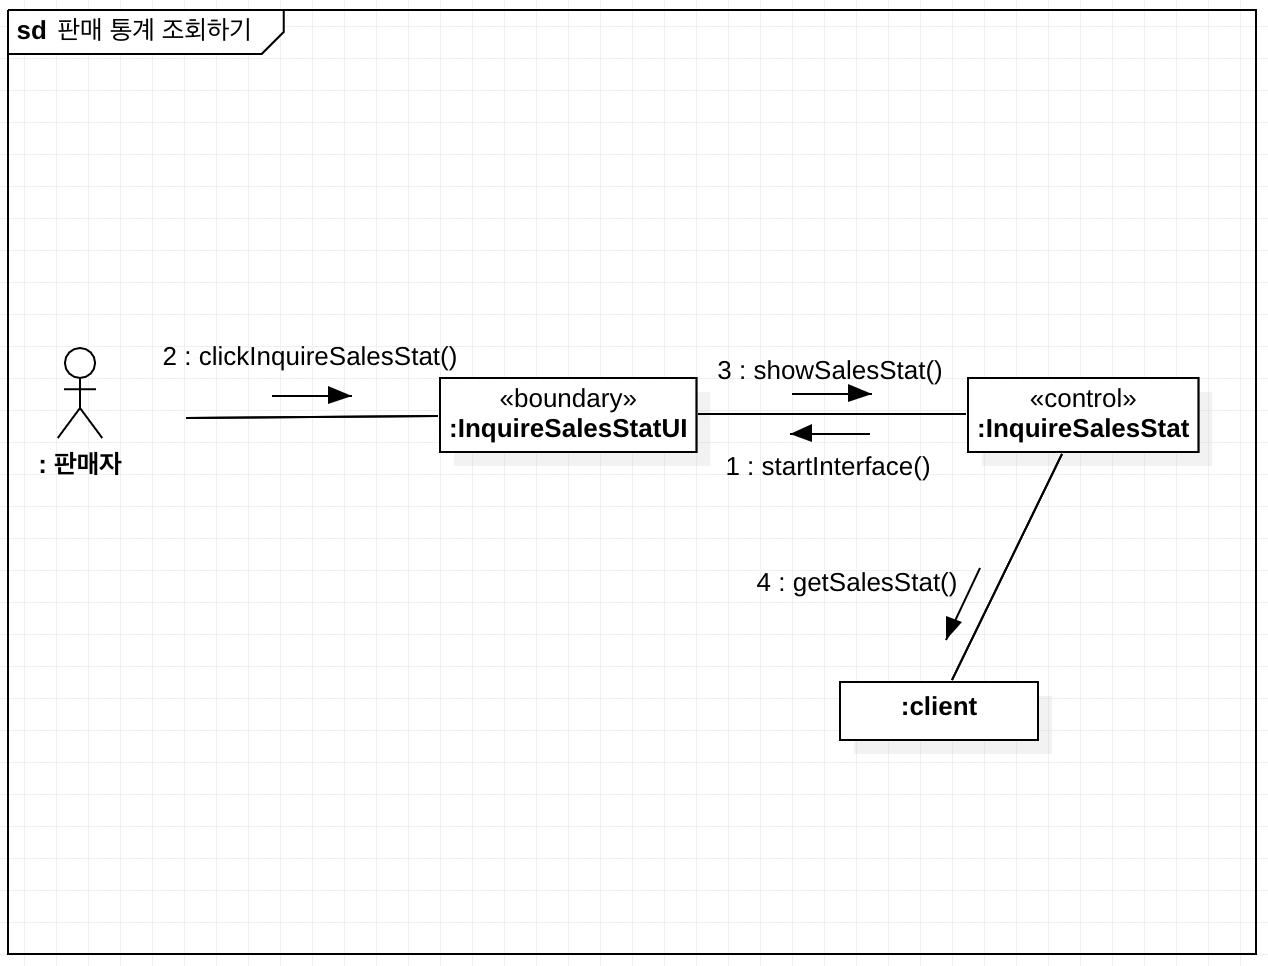 sd 판매 통계 조회하기
2 : clickInquireSalesStat()
3 : showSalesStat()
«boundary»
:InquireSalesStatUI
«control»
:InquireSalesStat
: 판매자
1 : startInterface()
4 : getSalesStat()
:client